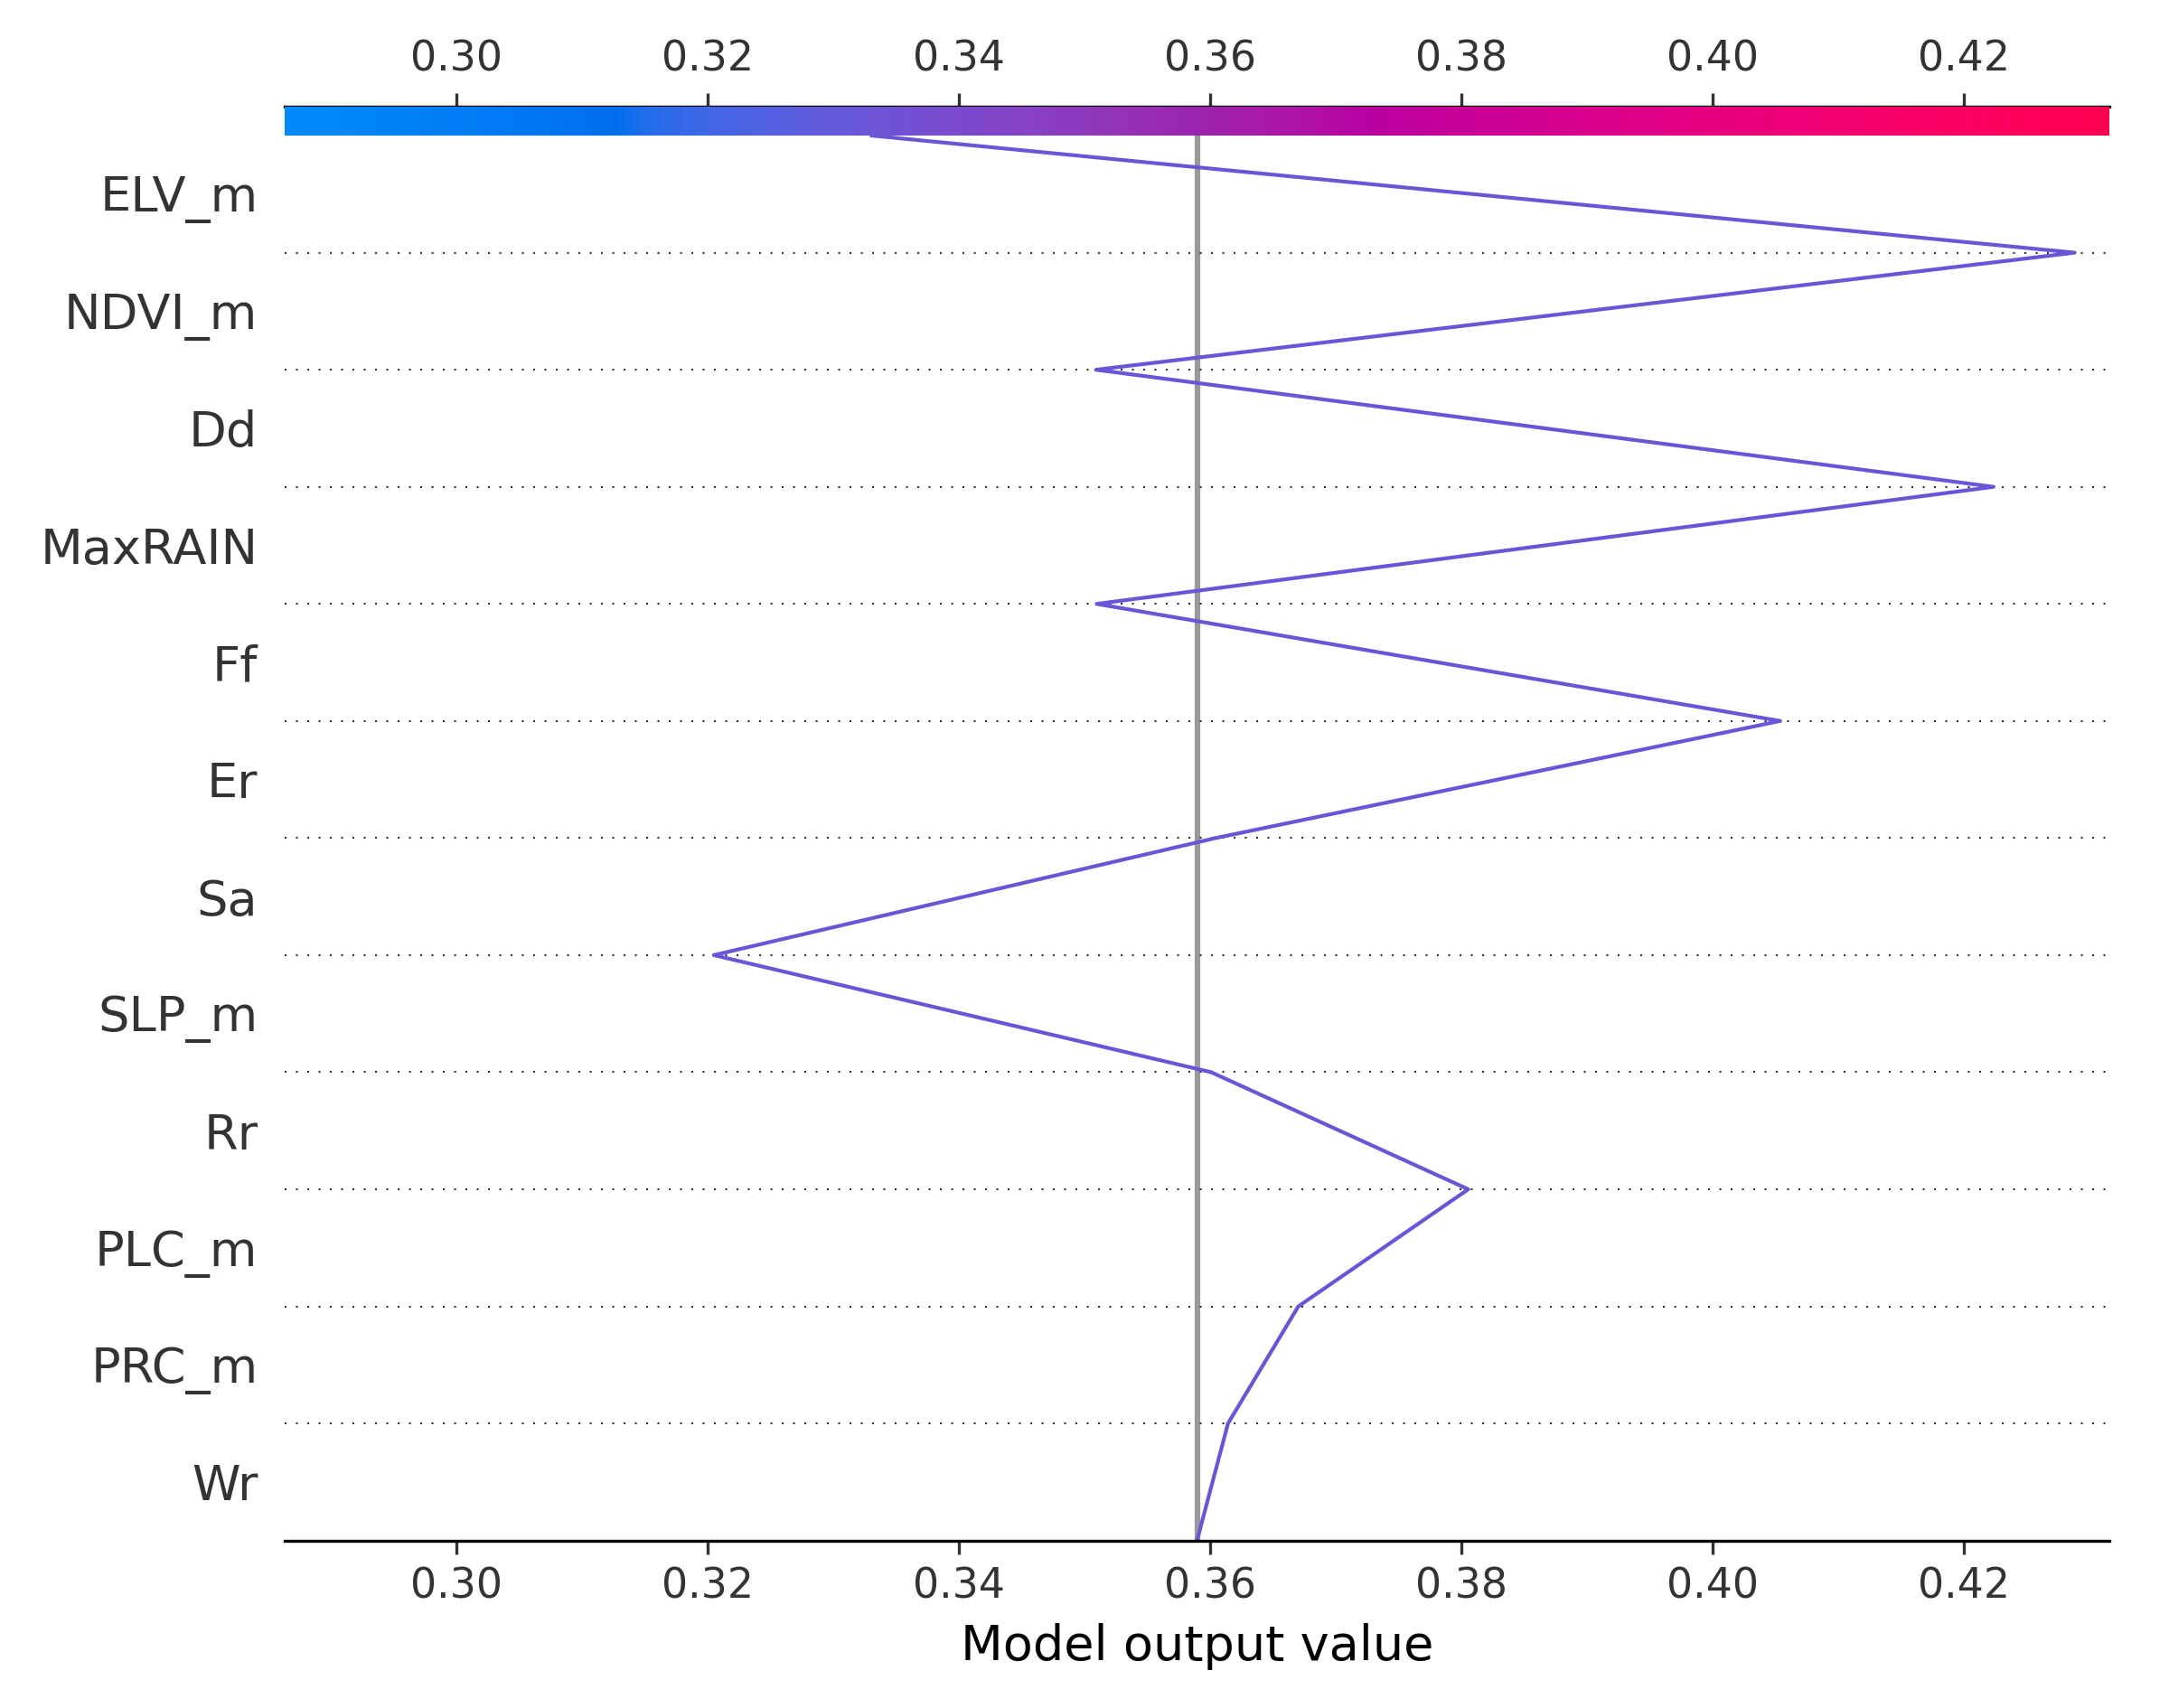 0.30 0.32 0.34 0.36 0.38 0.40 0.42
ELV_m
NDVI_m
Dd
MaxRAIN
Ff
Er
Sa
SLP_m
Rr
PLC_m
PRC_m
Wr
0.30 0.32 0.34 0.36 0.38 0.40 0.42
Model output value